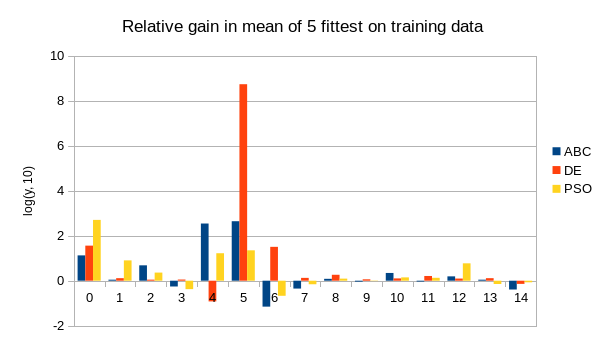 Relative gain in mean of 5 fittest on training data
10
8
6
4
2
0
-2
log(y, 10)
0 1 2 3 4 5 6 7 8 9 10 11 12 13 14
ABC
DE
PSO